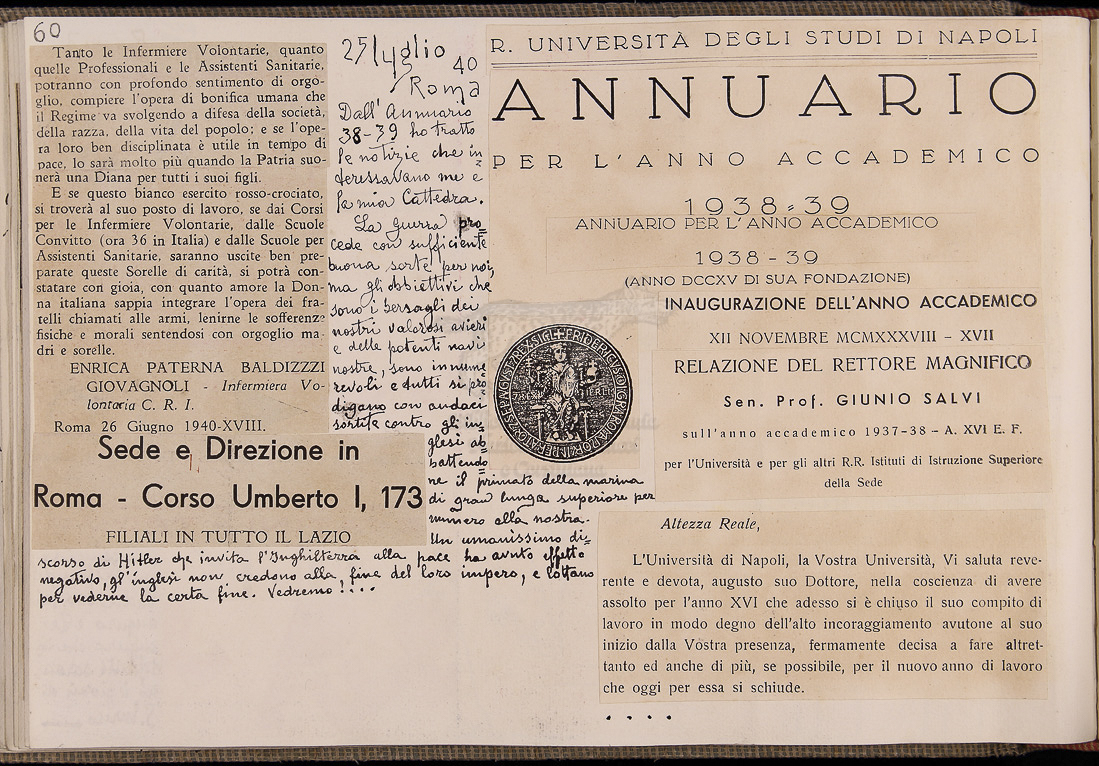 60
Tanto le Infermiere Volontarie, quanto
quelle Professionali e le Assistenti Sanitarie,
potranno con profondo sentimento di orgo-
glio, compiere l'opera di bonifica umana che
il Regime va svolgendo a difesa della società,
della razza, della vita del popolo; e se l'ope-
ra loro ben disciplinata è utile in tempo di
pace, lo sarà molto più quando la Patria suo-
nerà una Diana per tutti i suoi figli.
E se questo bianco esercito rosso-crociato,
si troverà al suo posto di lavoro, se dai Corsi
per le Infermiere Volontarie, dalle Scuole
Convitto (ora 36 in Italia) e dalle Scuole per
Assistenti Sanitarie, saranno uscite ben pre-
parate queste Sorelle di carità, si potrà con-
statare con gioia, con quanto amore la Don-
na italiana sappia integrare l'opera dei fra-
telli chiamati alle armi, lenirne le sofferenze
fisiche e morali sentendosi con orgoglio ma-
dri e sorelle.
ENRICA PATERNA BALDIZZZI
GIOVAGNOLI - Infermiera Vo-
lontaria C. R. I.
Roma 26 Giugno 1940-XVIII.
Sede e Direzione in
Roma - Corso Umberto I, 173
FILIALI IN TUTTO IL LAZIO
25 luglio 40
Roma
Dall'Annuario
38-39 ho tratto
le notizie che in=
teressavano me e
la mia Cattedra.
La guerra pro=
cede con sufficiente
buona sorte per noi,
ma gli obbiettivi che
sono i bersagli dei
nostri valorosi avieri
e delle potenti navi
nostre, sono innume
revoli e tutti si pro
digano con audaci
sortite contro gli in=
glesi ab
battendo=
ne il primato della marina
di gran lunga superiore per
numero alla nostra.
Un umanissimo di=
scorso di Hitler che invita l'Inghilterra alla pace ha avuto effetto
negativo, gl'inglesi non credono alla fine del loro impero, e lottano
per vederne la certa fine. Vedremo !....
R. UNIVERSITÀ DEGLI STUDI DI NAPOLI
ANNUARIO
PER L'ANNO ACCADEMICO
1938-39
ANNUARIO PER L'ANNO ACCADEMICO
1938-39
(ANNO DCCXV DI SUA FONDAZIONE)
INAUGURAZIONE DELL'ANNO ACCADEMICO
XII NOVEMBRE MCMXXXVIII - XVII
RELAZIONE DEL RETTORE MAGNIFICO
Sen. Prof. GIUNIO SALVI
sull'anno accademico 1937-38 - A. XVI E. F.
per l'Università e per gli altri R.R. Istituti di Istruzione Superiore
della Sede
Altezza Reale,
L'Università di Napoli, la Vostra Università, Vi saluta reve-
rente e devota, augusto suo Dottore, nella coscienza di avere
assolto per l'anno XVI che adesso si è chiuso il suo compito di
lavoro in modo degno dell'alto incoraggiamento avutone al suo
inizio dalla Vostra presenza, fermamente decisa a fare altret-
tanto ed anche di più, se possibile, per il nuovo anno di lavoro
che oggi per essa si schiude.
. . . .